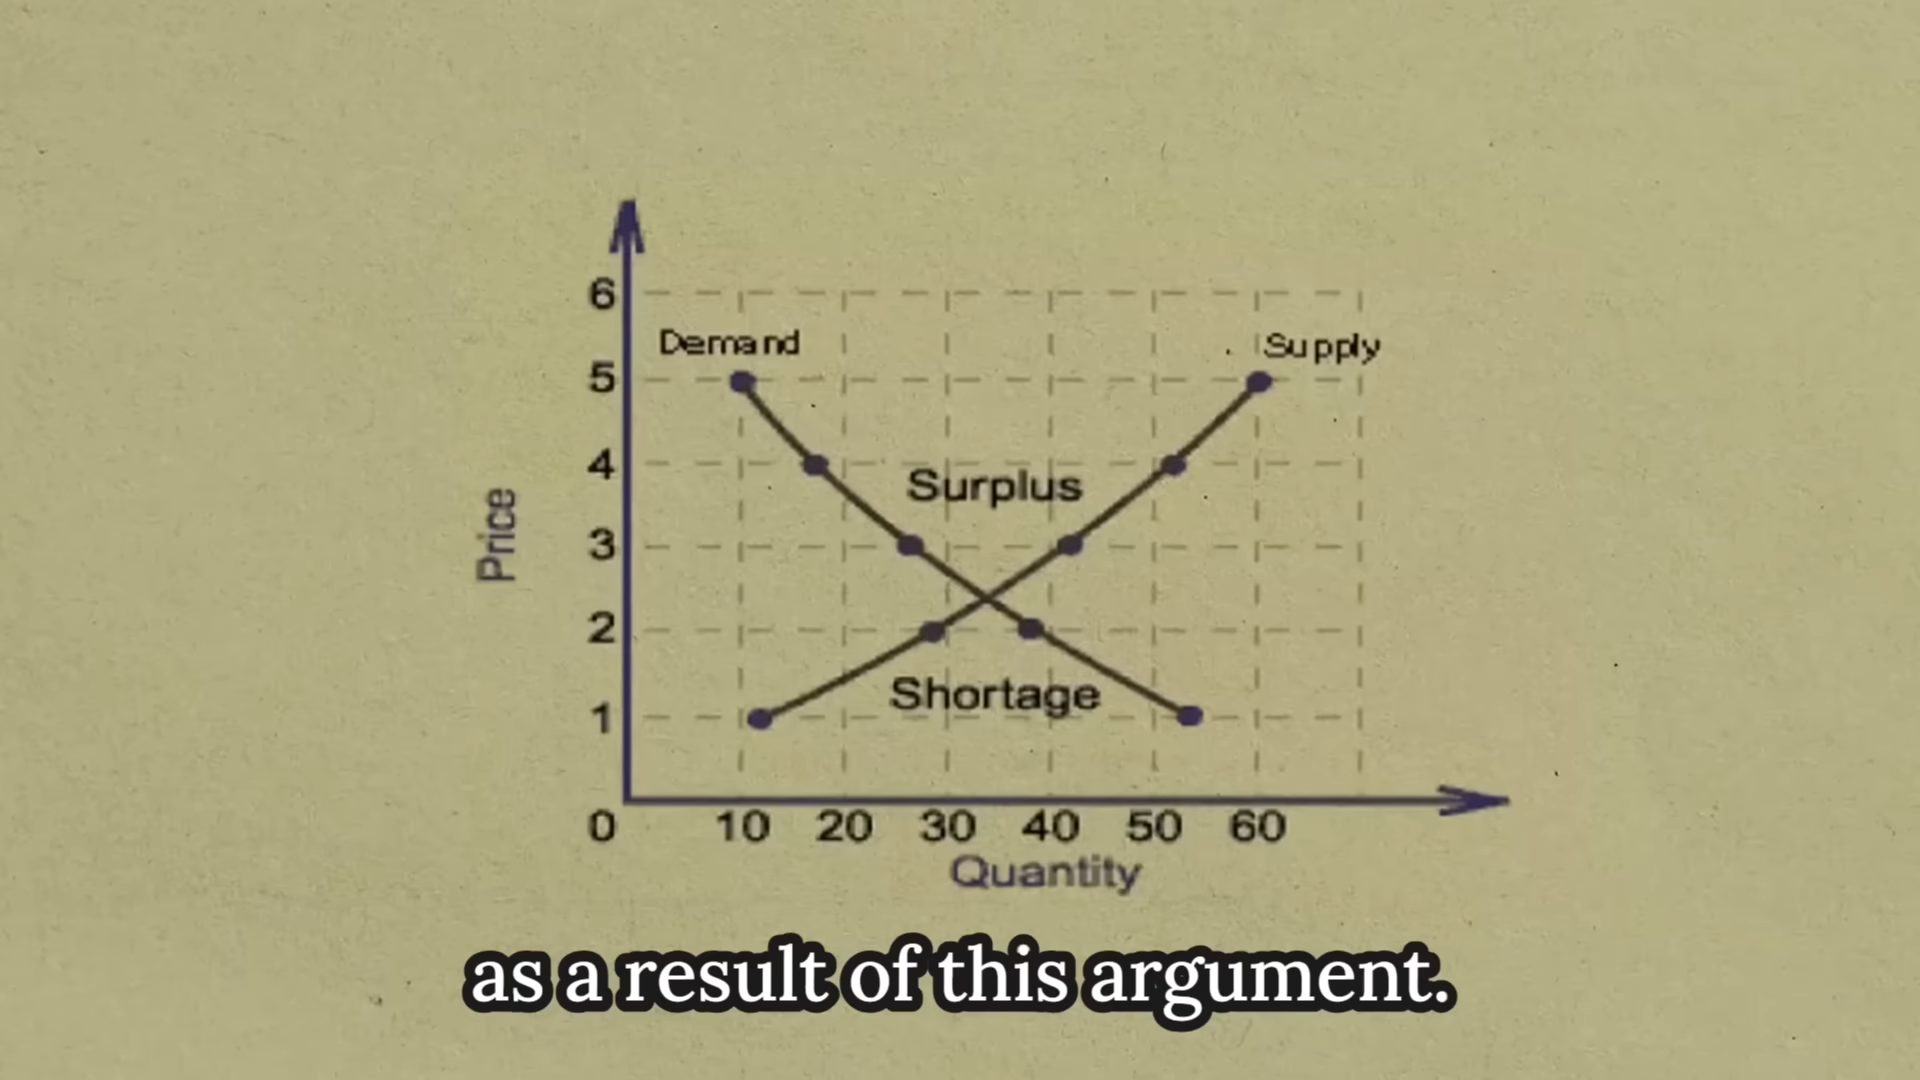 6
Demand
Supply
5
4
Surplus
Price
3
2
Shortage
1
0 10 20 30 40 50 60
Quantity
as a result of this argument.